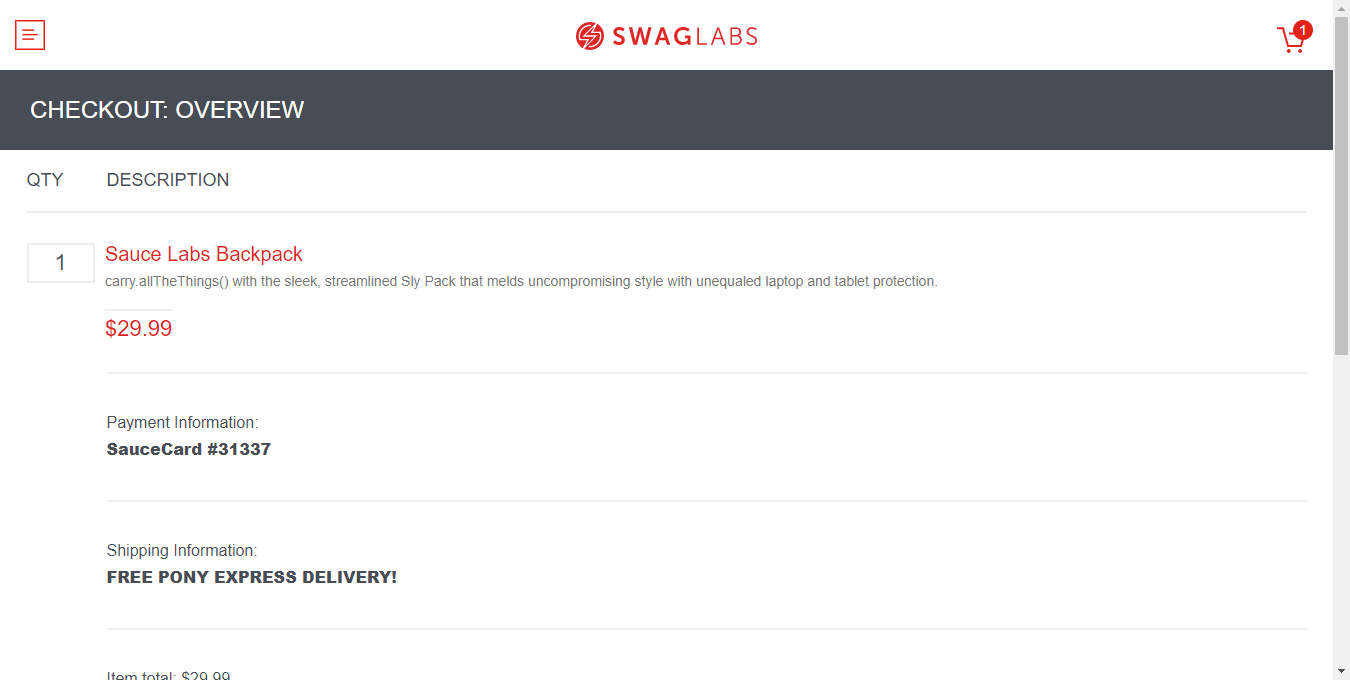 SWAGLABS
1
CHECKOUT: OVERVIEW
QTY DESCRIPTION
1
Sauce Labs Backpack
carry.allTheThings() with the sleek, streamlined Sly Pack that melds uncompromising style with unequaled laptop and tablet protection.
$29.99
Payment Information:
SauceCard #31337
Shipping Information:
FREE PONY EXPRESS DELIVERY!
Item total: $29.99